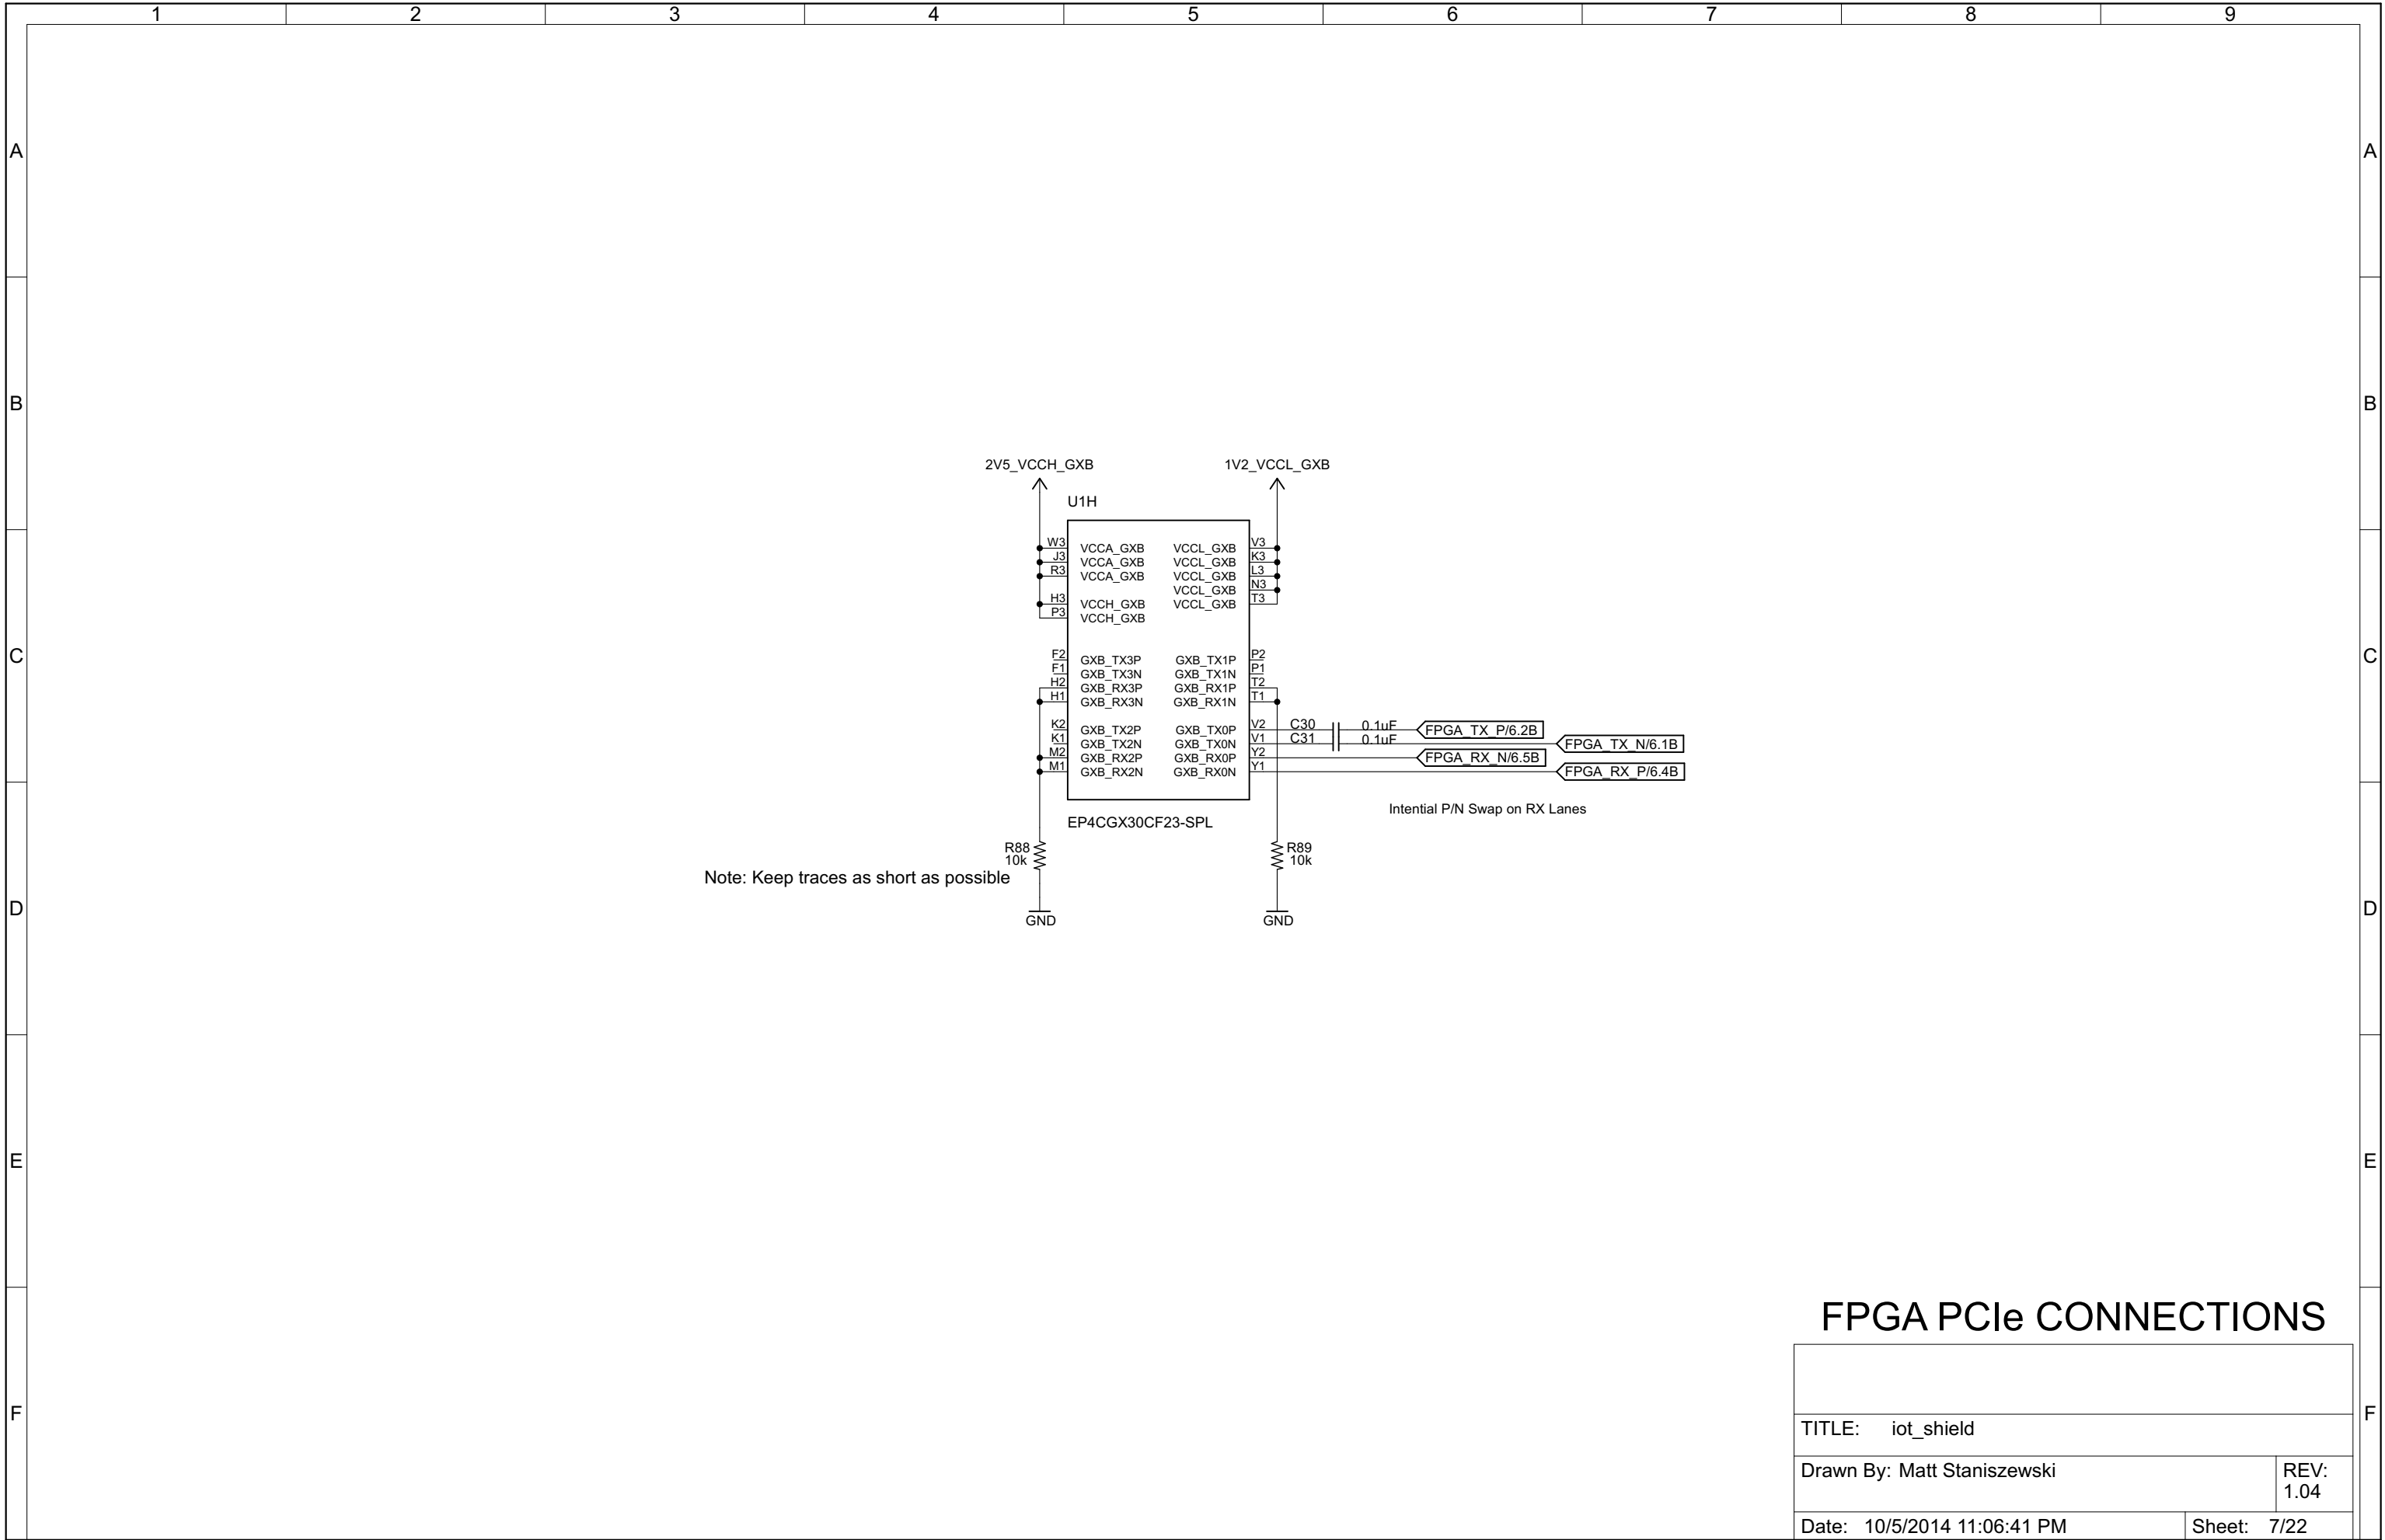 1 2 3 4 5 6 7 8 9
A A
B B
2V5_VCCH_GXB 1V2_VCCL_GXB
U1H
W3 VCCA_GXB VCCL_GXB V3
J3 VCCA_GXB VCCL_GXB K3
R3 VCCA_GXB VCCL_GXB L3
VCCL_GXB N3
H3 VCCH_GXB VCCL_GXB T3
P3 VCCH_GXB
C C
F2 GXB_TX3P GXB_TX1P P2
F1 GXB_TX3N GXB_TX1N P1
H2 GXB_RX3P GXB_RX1P T2
H1 GXB_RX3N GXB_RX1N T1
K2 GXB_TX2P GXB_TX0P V2 C30 0.1uF FPGA_TX_P/6.2B
K1 GXB_TX2N GXB_TX0N V1 C31 0.1uF FPGA_TX_N/6.1B
M2 GXB_RX2P GXB_RX0P Y2 FPGA_RX_N/6.5B
M1 GXB_RX2N GXB_RX0N Y1 FPGA_RX_P/6.4B
Intential P/N Swap on RX Lanes
EP4CGX30CF23-SPL
R88 R89
10k 10k
Note: Keep traces as short as possible
D D
GND GND
E E
FPGA PCIe CONNECTIONS
F F
TITLE: iot_shield
Drawn By: Matt Staniszewski REV:
1.04
Date: 10/5/2014 11:06:41 PM Sheet: 7/22